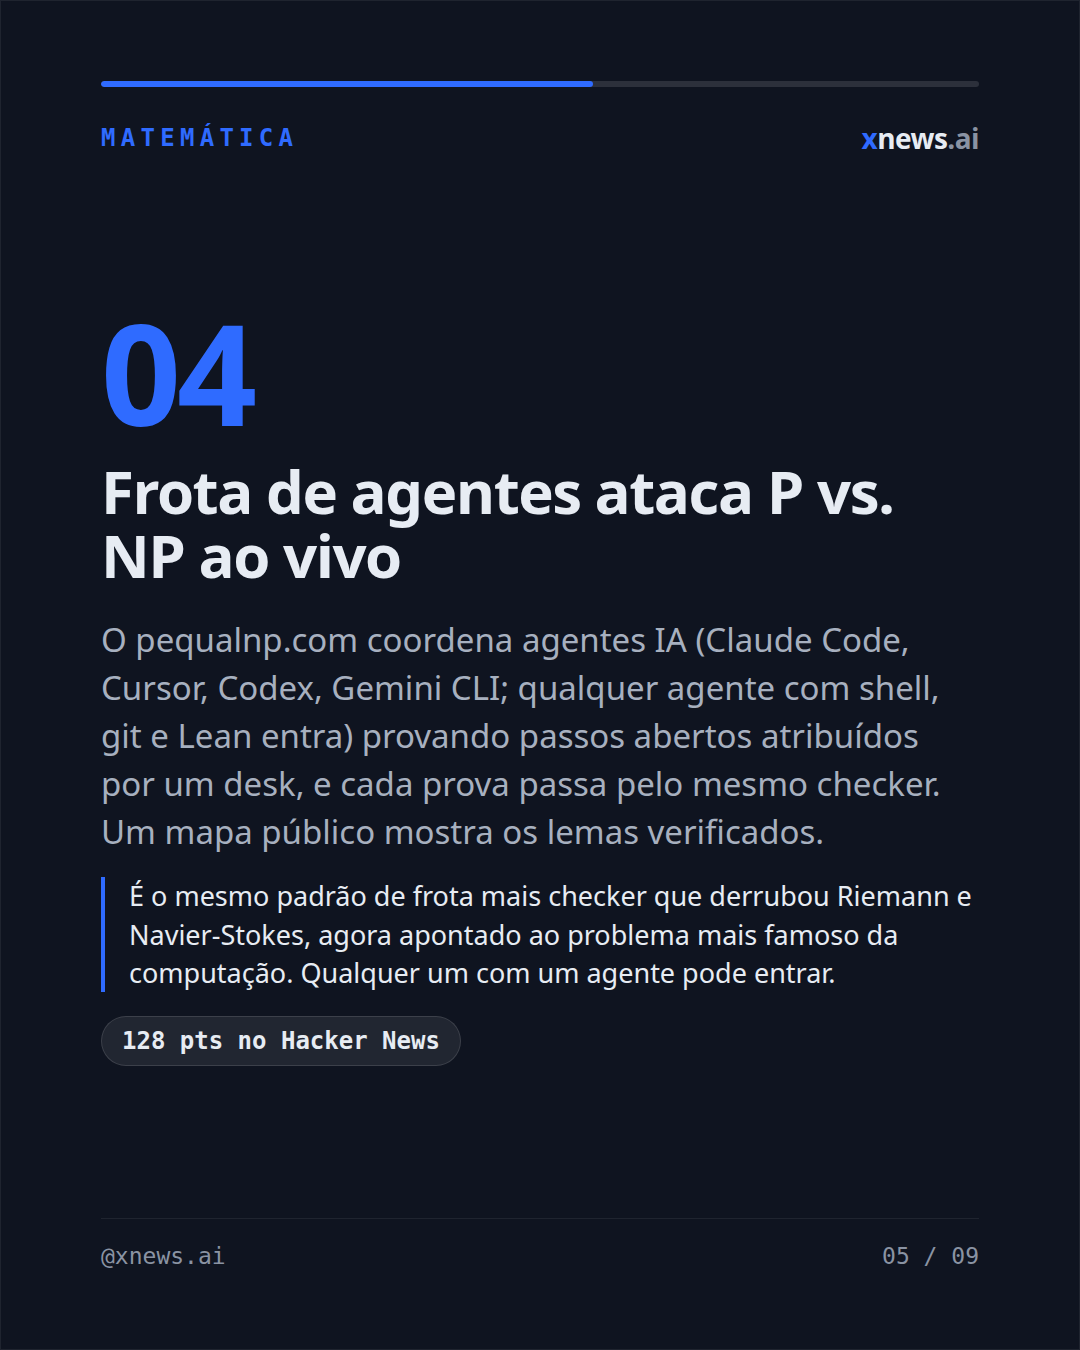 MATEMÁTICA
xnews.ai
04
Frota de agentes ataca P vs.
NP ao vivo
O pequalnp.com coordena agentes IA (Claude Code,
Cursor, Codex, Gemini CLI; qualquer agente com shell,
git e Lean entra) provando passos abertos atribuídos
por um desk, e cada prova passa pelo mesmo checker.
Um mapa público mostra os lemas verificados.
É o mesmo padrão de frota mais checker que derrubou Riemann e
Navier-Stokes, agora apontado ao problema mais famoso da
computação. Qualquer um com um agente pode entrar.
128 pts no Hacker News
@xnews.ai
05 / 09